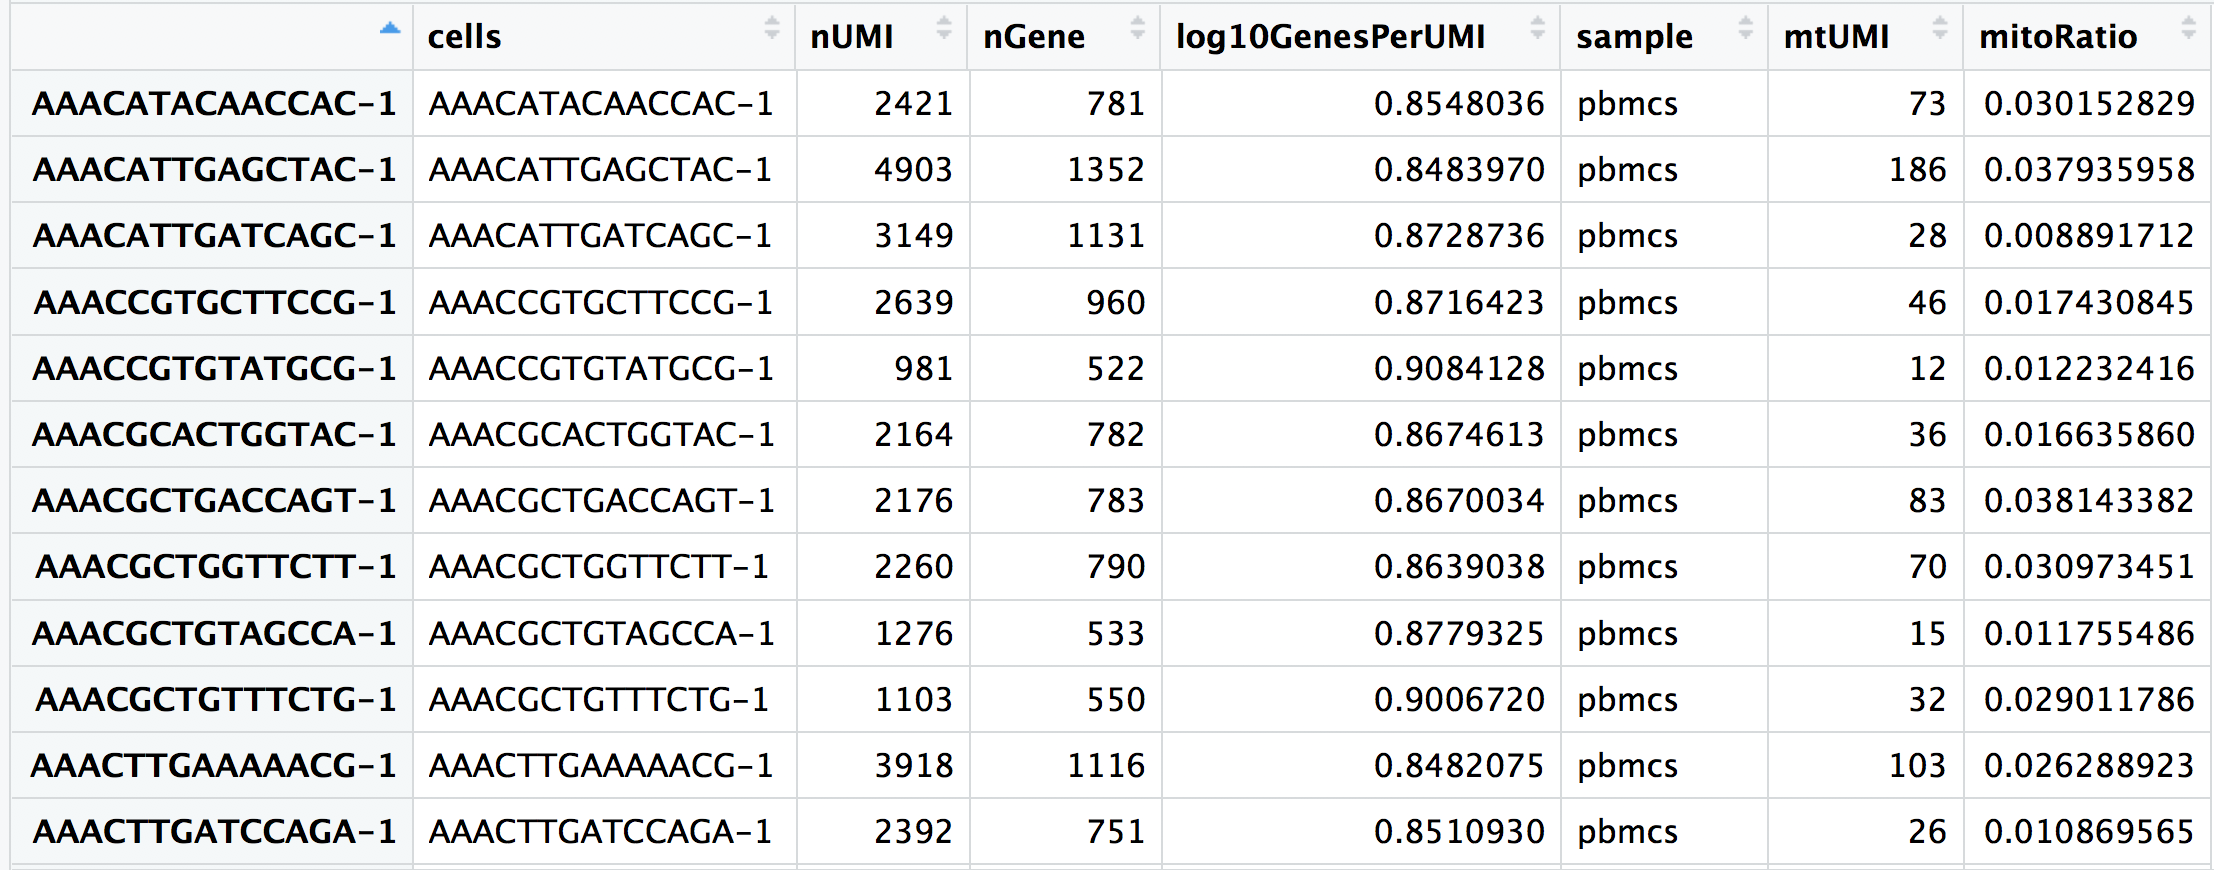 cells nUMI nGene log10GenesPerUMI sample mtUMI mitoRatio
AAACATACAACCAC-1 AAACATACAACCAC-1 2421 781 0.8548036 pbmcs 73 0.030152829
AAACATTGAGCTAC-1 AAACATTGAGCTAC-1 4903 1352 0.8483970 pbmcs 186 0.037935958
AAACATTGATCAGC-1 AAACATTGATCAGC-1 3149 1131 0.8728736 pbmcs 28 0.008891712
AAACCGTGCTTCCG-1 AAACCGTGCTTCCG-1 2639 960 0.8716423 pbmcs 46 0.017430845
AAACCGTGTATGCG-1 AAACCGTGTATGCG-1 981 522 0.9084128 pbmcs 12 0.012232416
AAACGCACTGGTAC-1 AAACGCACTGGTAC-1 2164 782 0.8674613 pbmcs 36 0.016635860
AAACGCTGACCAGT-1 AAACGCTGACCAGT-1 2176 783 0.8670034 pbmcs 83 0.038143382
AAACGCTGGTTCTT-1 AAACGCTGGTTCTT-1 2260 790 0.8639038 pbmcs 70 0.030973451
AAACGCTGTAGCCA-1 AAACGCTGTAGCCA-1 1276 533 0.8779325 pbmcs 15 0.011755486
AAACGCTGTTTCTG-1 AAACGCTGTTTCTG-1 1103 550 0.9006720 pbmcs 32 0.029011786
AAACTTGAAAAACG-1 AAACTTGAAAAACG-1 3918 1116 0.8482075 pbmcs 103 0.026288923
AAACTTGATCCAGA-1 AAACTTGATCCAGA-1 2392 751 0.8510930 pbmcs 26 0.010869565